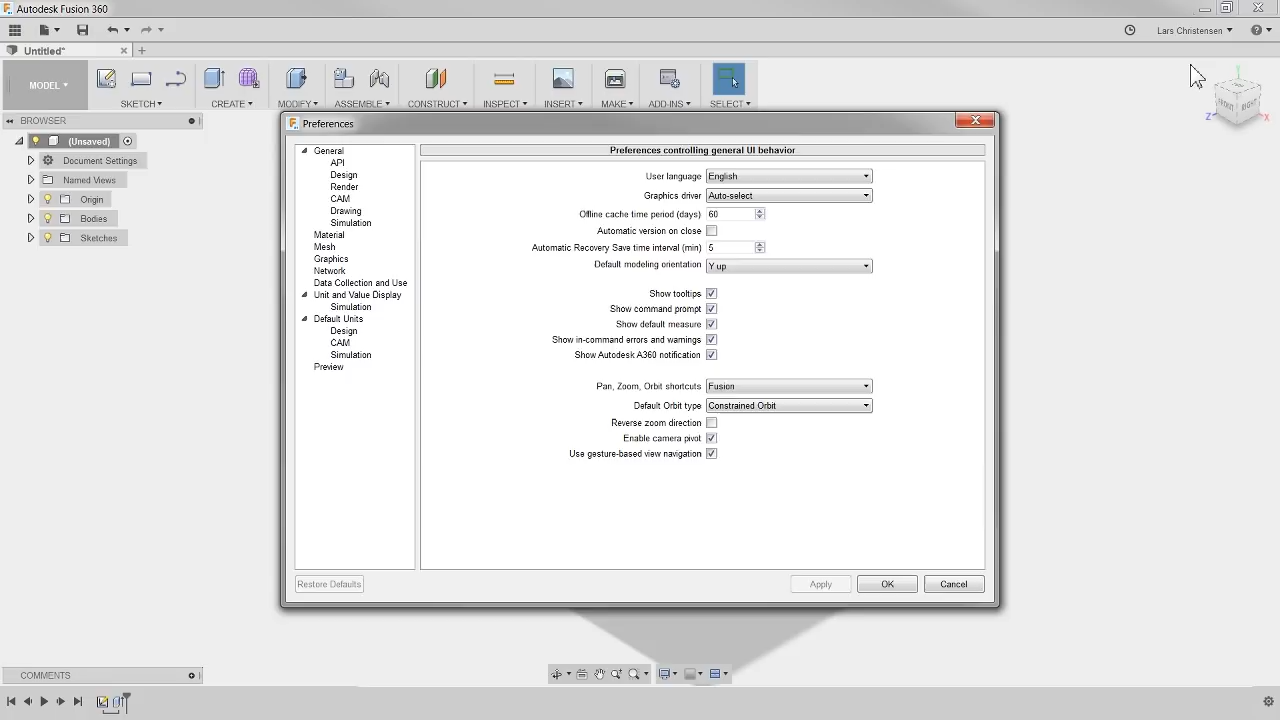 Autodesk Fusion 360
Lars Christensen
Untitled*
MODEL
SKETCH
CREATE
MODIFY
ASSEMBLE
CONSTRUCT
INSPECT
INSERT
MAKE
ADD-INS
SELECT
FRONT
RIGHT
Z
Y
X
BROWSER
(Unsaved)
Document Settings
Named Views
Origin
Bodies
Sketches
Preferences
General
API
Design
Render
CAM
Drawing
Simulation
Material
Mesh
Graphics
Network
Data Collection and Use
Unit and Value Display
Simulation
Default Units
Design
CAM
Simulation
Preview
Preferences controlling general UI behavior
User language English
Graphics driver Auto-select
Offline cache time period (days) 60
Automatic version on close
Automatic Recovery Save time interval (min) 5
Default modeling orientation Y up
Show tooltips
Show command prompt
Show default measure
Show in-command errors and warnings
Show Autodesk A360 notification
Pan, Zoom, Orbit shortcuts Fusion
Default Orbit type Constrained Orbit
Reverse zoom direction
Enable camera pivot
Use gesture-based view navigation
Restore Defaults
Apply
OK
Cancel
COMMENTS